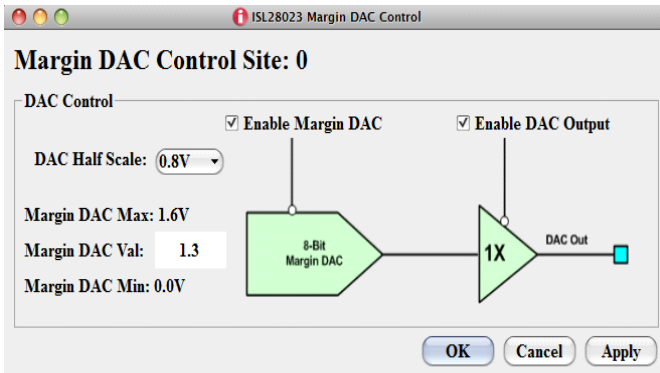 ISL28023 Margin DAC Control
Margin DAC Control Site: 0
DAC Control
Enable Margin DAC
Enable DAC Output
DAC Half Scale: 0.8V
Margin DAC Max: 1.6V
Margin DAC Val: 1.3
Margin DAC Min: 0.0V
8-Bit
Margin DAC
1X
DAC Out
OK
Cancel
Apply